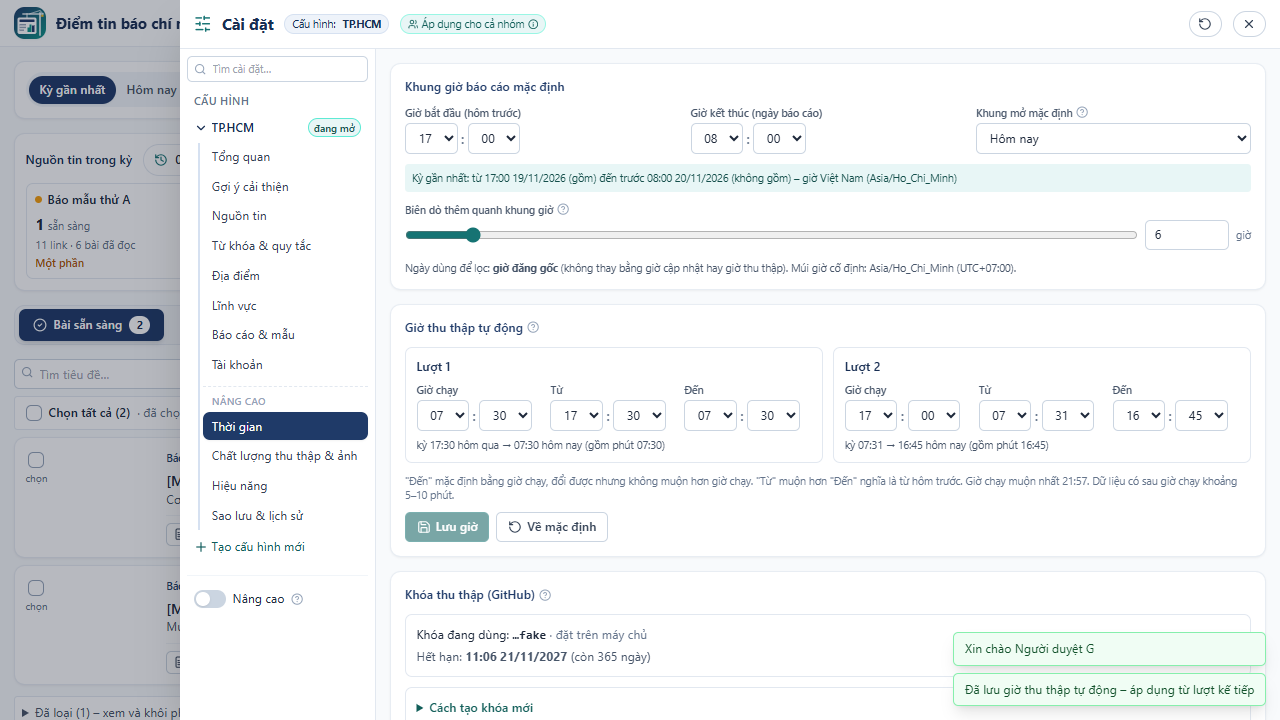 Điểm tin báo chí
Cài đặt
Cấu hình: TP.HCM
Áp dụng cho cả nhóm
Kỳ gần nhất
Hôm nay
Nguồn tin trong kỳ
Báo mẫu thử A
1 sẵn sàng
11 link · 6 bài đã đọc
Một phần
Bài sẵn sàng 2
Tìm tiêu đề...
Chọn tất cả (2) · đã chọ
chọn
chọn
Đã loại (1) – xem và khôi
Tìm cài đặt...
CẤU HÌNH
TP.HCM
đang mở
Tổng quan
Gợi ý cải thiện
Nguồn tin
Từ khóa & quy tắc
Địa điểm
Lĩnh vực
Báo cáo & mẫu
Tài khoản
NÂNG CAO
Thời gian
Chất lượng thu thập & ảnh
Hiệu năng
Sao lưu & lịch sử
Tạo cấu hình mới
Nâng cao
Khung giờ báo cáo mặc định
Giờ bắt đầu (hôm trước)
17 : 00
Giờ kết thúc (ngày báo cáo)
08 : 00
Khung mở mặc định
Hôm nay
Kỳ gần nhất: từ 17:00 19/11/2026 (gồm) đến trước 08:00 20/11/2026 (không gồm) – giờ Việt Nam (Asia/Ho_Chi_Minh)
Biên dò thêm quanh khung giờ
6 giờ
Ngày dùng để lọc: giờ đăng gốc (không thay bằng giờ cập nhật hay giờ thu thập). Múi giờ cố định: Asia/Ho_Chi_Minh (UTC+07:00).
Giờ thu thập tự động
Lượt 1
Giờ chạy Từ Đến
07 : 30 17 : 30 07 : 30
kỳ 17:30 hôm qua → 07:30 hôm nay (gồm phút 07:30)
Lượt 2
Giờ chạy Từ Đến
17 : 00 07 : 31 16 : 45
kỳ 07:31 → 16:45 hôm nay (gồm phút 16:45)
"Đến" mặc định bằng giờ chạy, đổi được nhưng không muộn hơn giờ chạy. "Từ" muộn hơn "Đến" nghĩa là từ hôm trước. Giờ chạy muộn nhất 21:57. Dữ liệu có sau giờ chạy khoảng
5–10 phút.
Lưu giờ
Về mặc định
Khóa thu thập (GitHub)
Khóa đang dùng: …fake · đặt trên máy chủ
Hết hạn: 11:06 21/11/2027 (còn 365 ngày)
Cách tạo khóa mới
Xin chào Người duyệt G
Đã lưu giờ thu thập tự động – áp dụng từ lượt kế tiếp